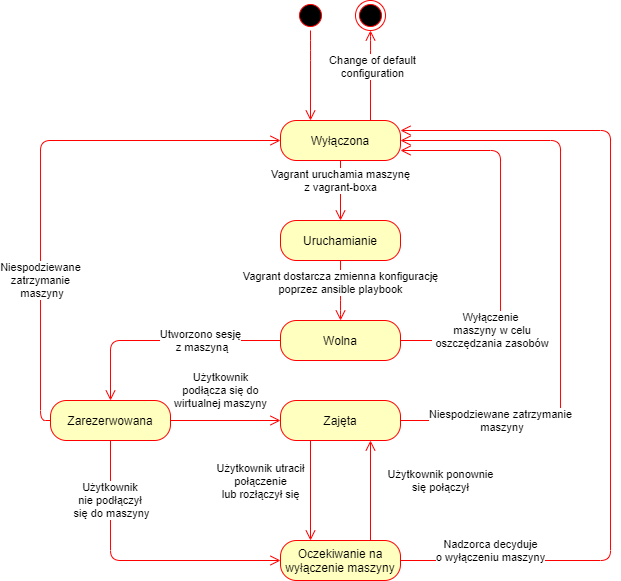 Change of default
configuration
Wyłączona
Vagrant uruchamia maszynę
z vagrant-boxa
Uruchamianie
Niespodziewane
zatrzymanie
maszyny
Vagrant dostarcza zmienna konfigurację
poprzez ansible playbook
Wyłączenie
maszyny w celu
oszczędzania zasobów
Utworzono sesję
z maszyną
Wolna
Użytkownik
podłącza się do
wirtualnej maszyny
Zarezerwowana
Zajęta
Niespodziewane zatrzymanie
maszyny
Użytkownik
nie podłączył
się do maszyny
Użytkownik utracił
połączenie
lub rozłączył się
Użytkownik ponownie
się połączył
Oczekiwanie na
wyłączenie maszyny
Nadzorca decyduje
o wyłączeniu maszyny